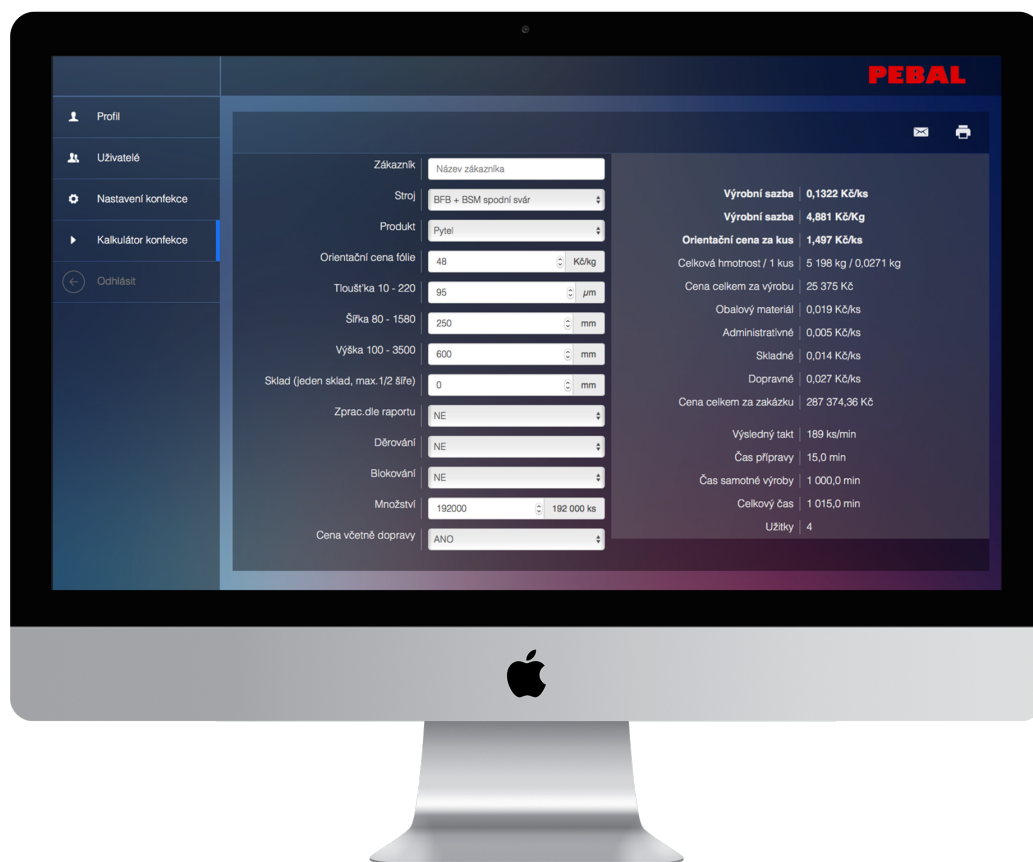 PEBAL
Profil
Uživatelé
Nastavení konfekce
Kalkulátor konfekce
Odhlásit
Zákazník Název zákazníka
Stroj BFB + BSM spodní svár
Produkt Pytel
Orientační cena fólie 48 Kč/kg
Tloušt'ka 10 - 220 95 µm
Šířka 80 - 1580 250 mm
Výška 100 - 3500 600 mm
Sklad (jeden sklad, max.1/2 šíře) 0 mm
Zprac.dle raportu NE
Děrování NE
Blokování NE
Množství 192000 192 000 ks
Cena včetně dopravy ANO
Výrobní sazba 0,1322 Kč/ks
Výrobní sazba 4,881 Kč/Kg
Orientační cena za kus 1,497 Kč/ks
Celková hmotnost / 1 kus 5 198 kg / 0,0271 kg
Cena celkem za výrobu 25 375 Kč
Obalový materiál 0,019 Kč/ks
Administrativné 0,005 Kč/ks
Skladné 0,014 Kč/ks
Dopravné 0,027 Kč/ks
Cena celkem za zakázku 287 374,36 Kč
Výsledný takt 189 ks/min
Čas přípravy 15,0 min
Čas samotné výroby 1 000,0 min
Celkový čas 1 015,0 min
Užitky 4